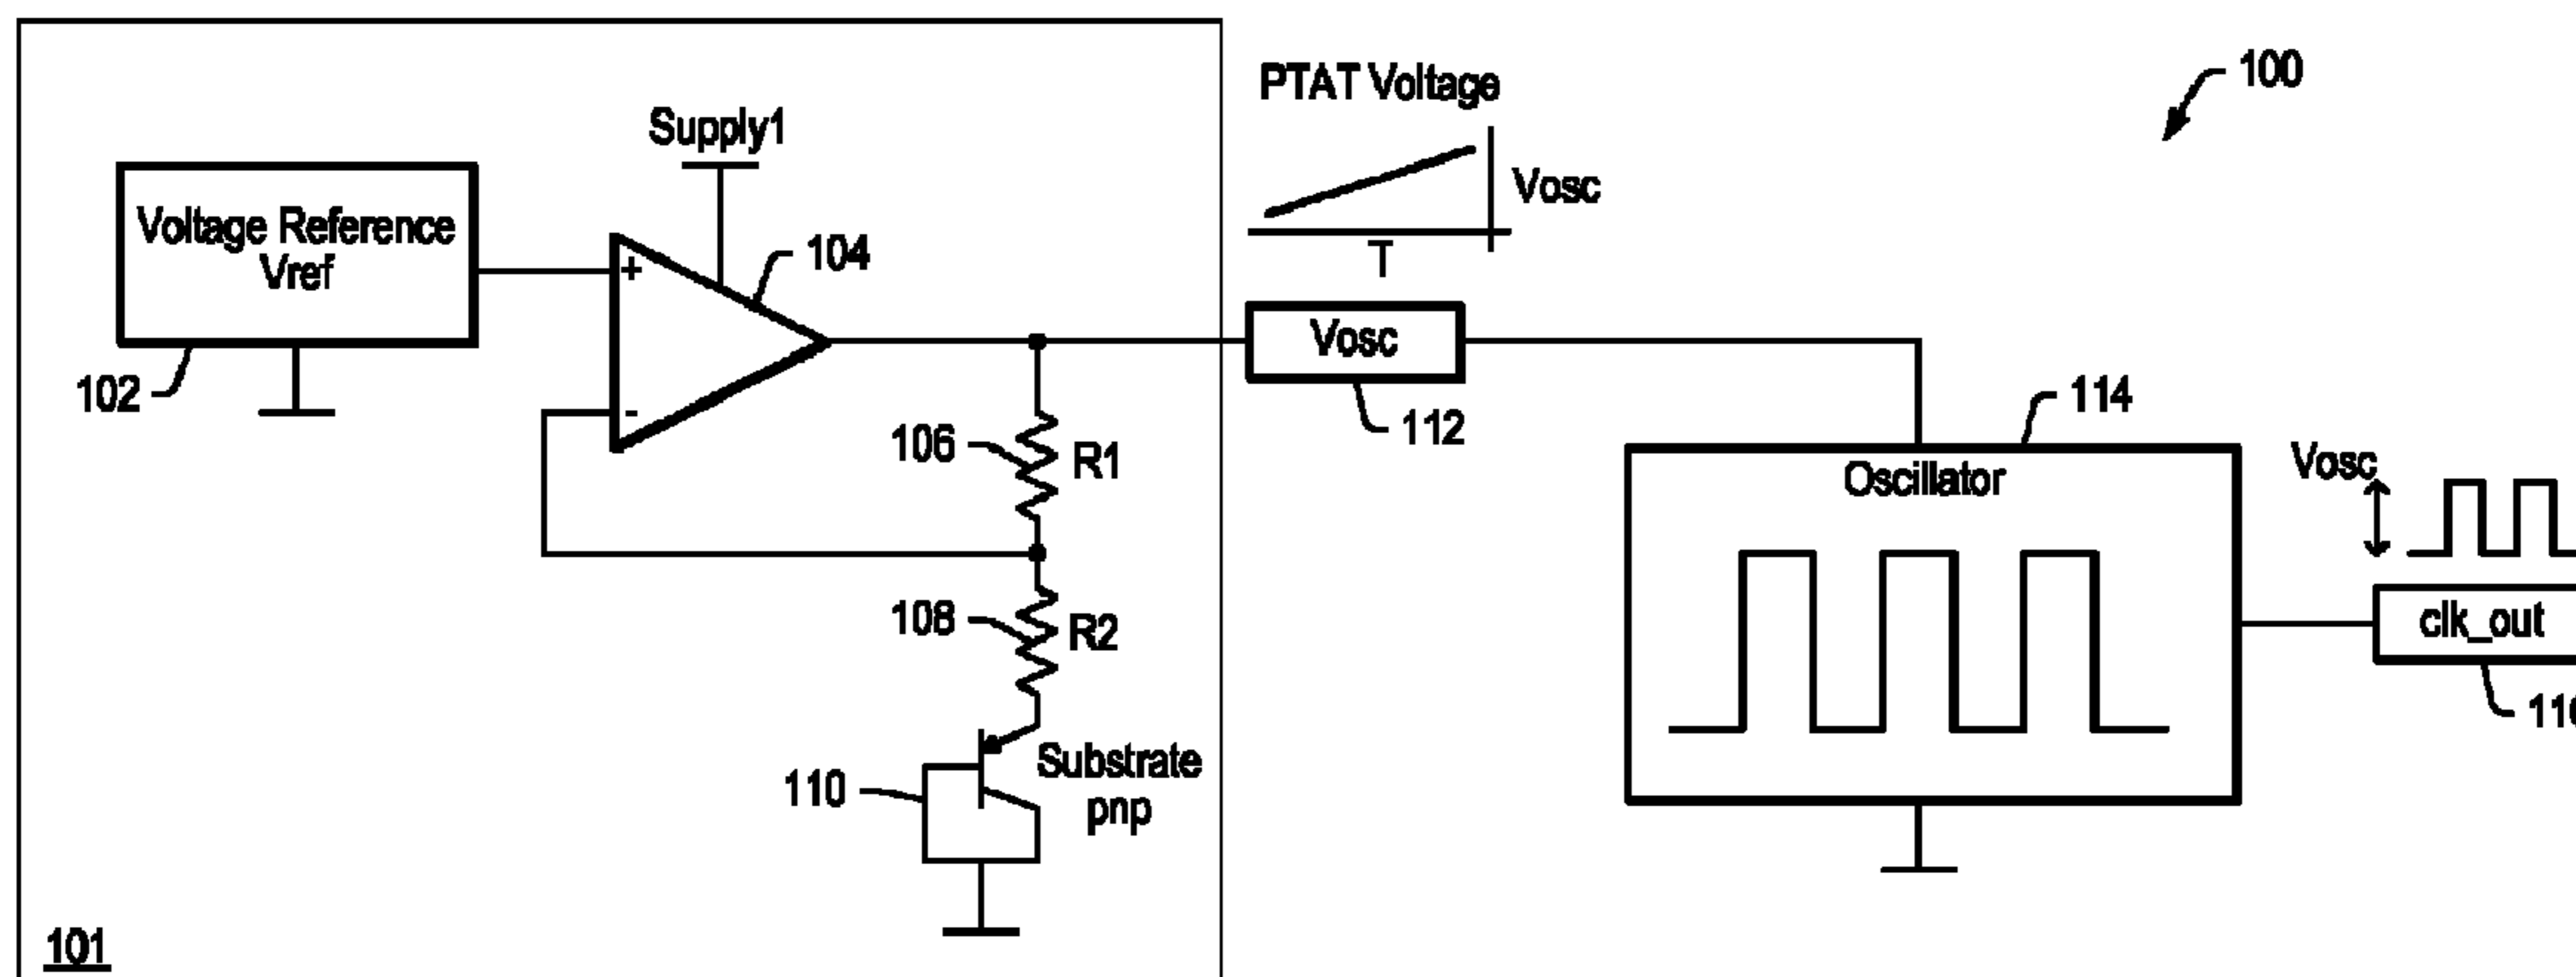 PTAT Voltage
100
Supply1
Voltage Reference
Vref
Vosc
+
104
T
102
-
Vosc
112
114
106
R1
Oscillator
Vosc
108
R2
clk_out
110
Substrate
pnp
101